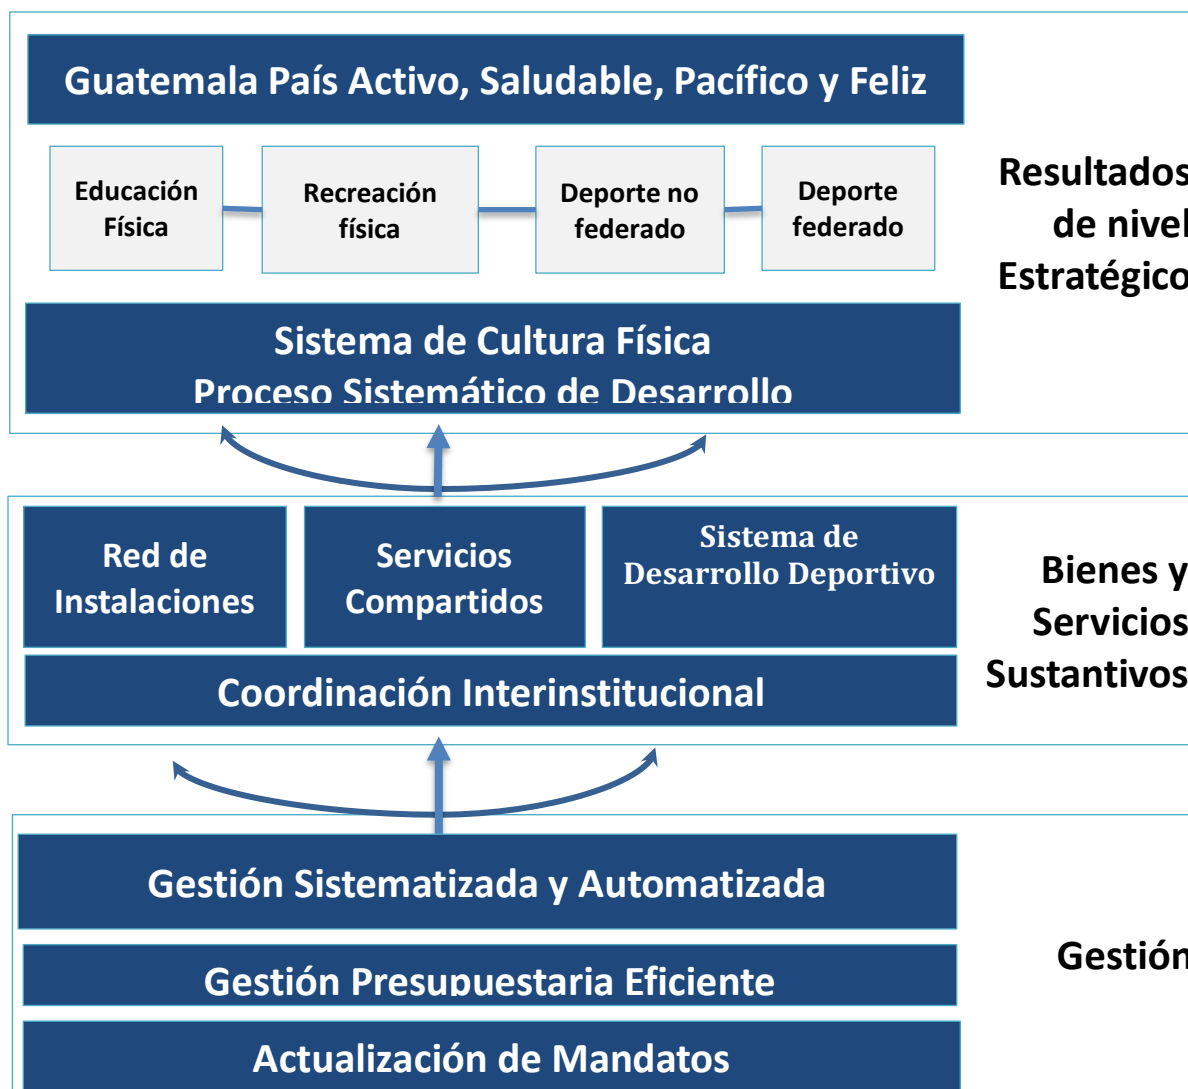 Guatemala País Activo, Saludable, Pacífico y Feliz
Educación
Física
Recreación
física
Deporte no
federado
Deporte
federado
Resultados
de nivel
Estratégico
Sistema de Cultura Física
Proceso Sistemático de Desarrollo
Red de
Instalaciones
Servicios
Compartidos
Sistema de
Desarrollo Deportivo
Bienes y
Servicios
Sustantivos
Coordinación Interinstitucional
Gestión Sistematizada y Automatizada
Gestión Presupuestaria Eficiente
Actualización de Mandatos
Gestión